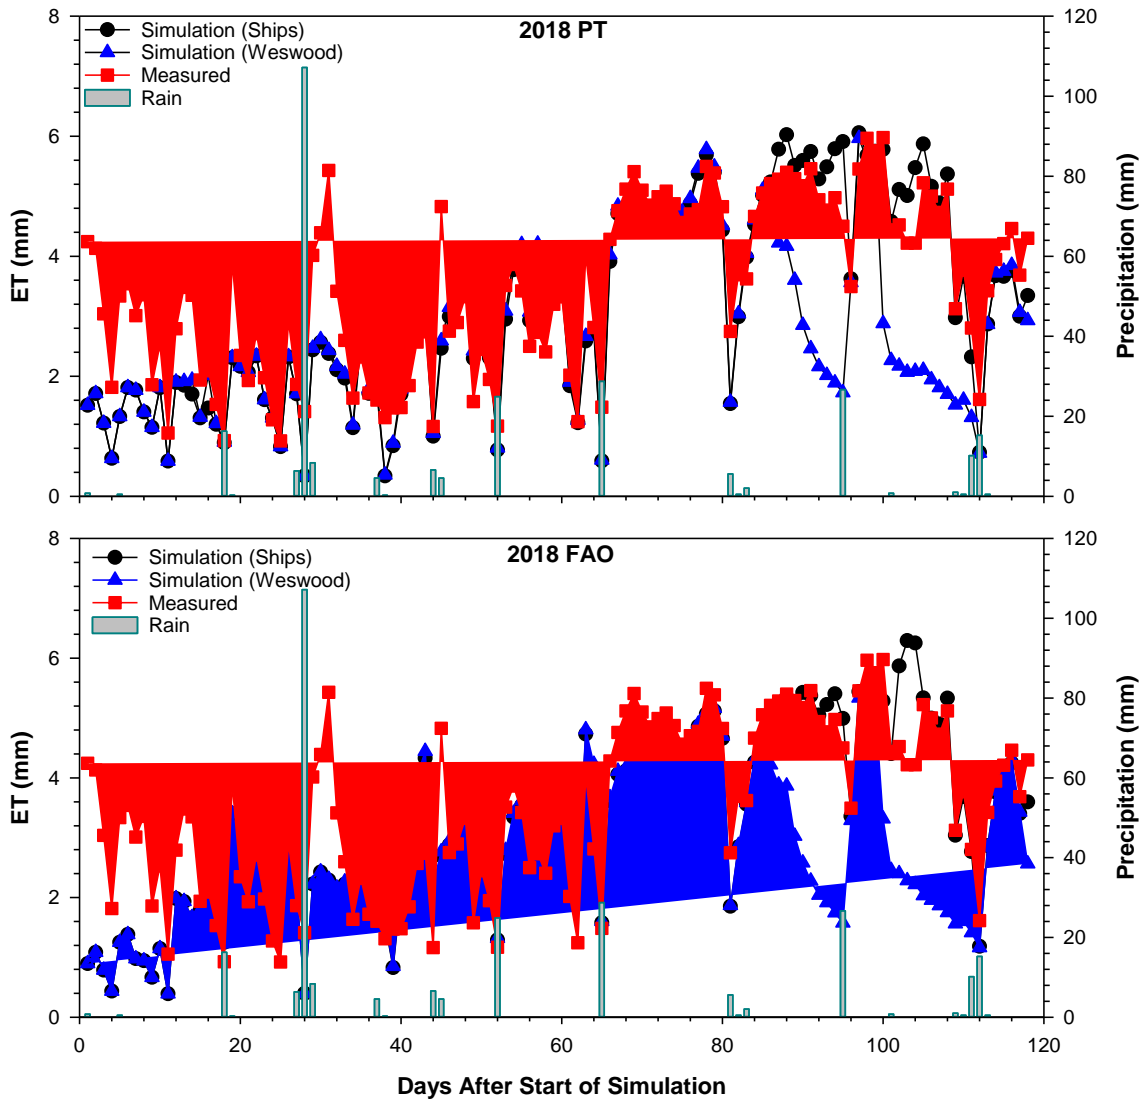 2018 PT
Simulation (Ships)
Simulation (Weswood)
Measured
Rain
ET (mm)
8
6
4
2
0
Precipitation (mm)
120
100
80
60
40
20
0
2018 FAO
Simulation (Ships)
Simulation (Weswood)
Measured
Rain
ET (mm)
8
6
4
2
0
Precipitation (mm)
120
100
80
60
40
20
0
0 20 40 60 80 100 120
Days After Start of Simulation